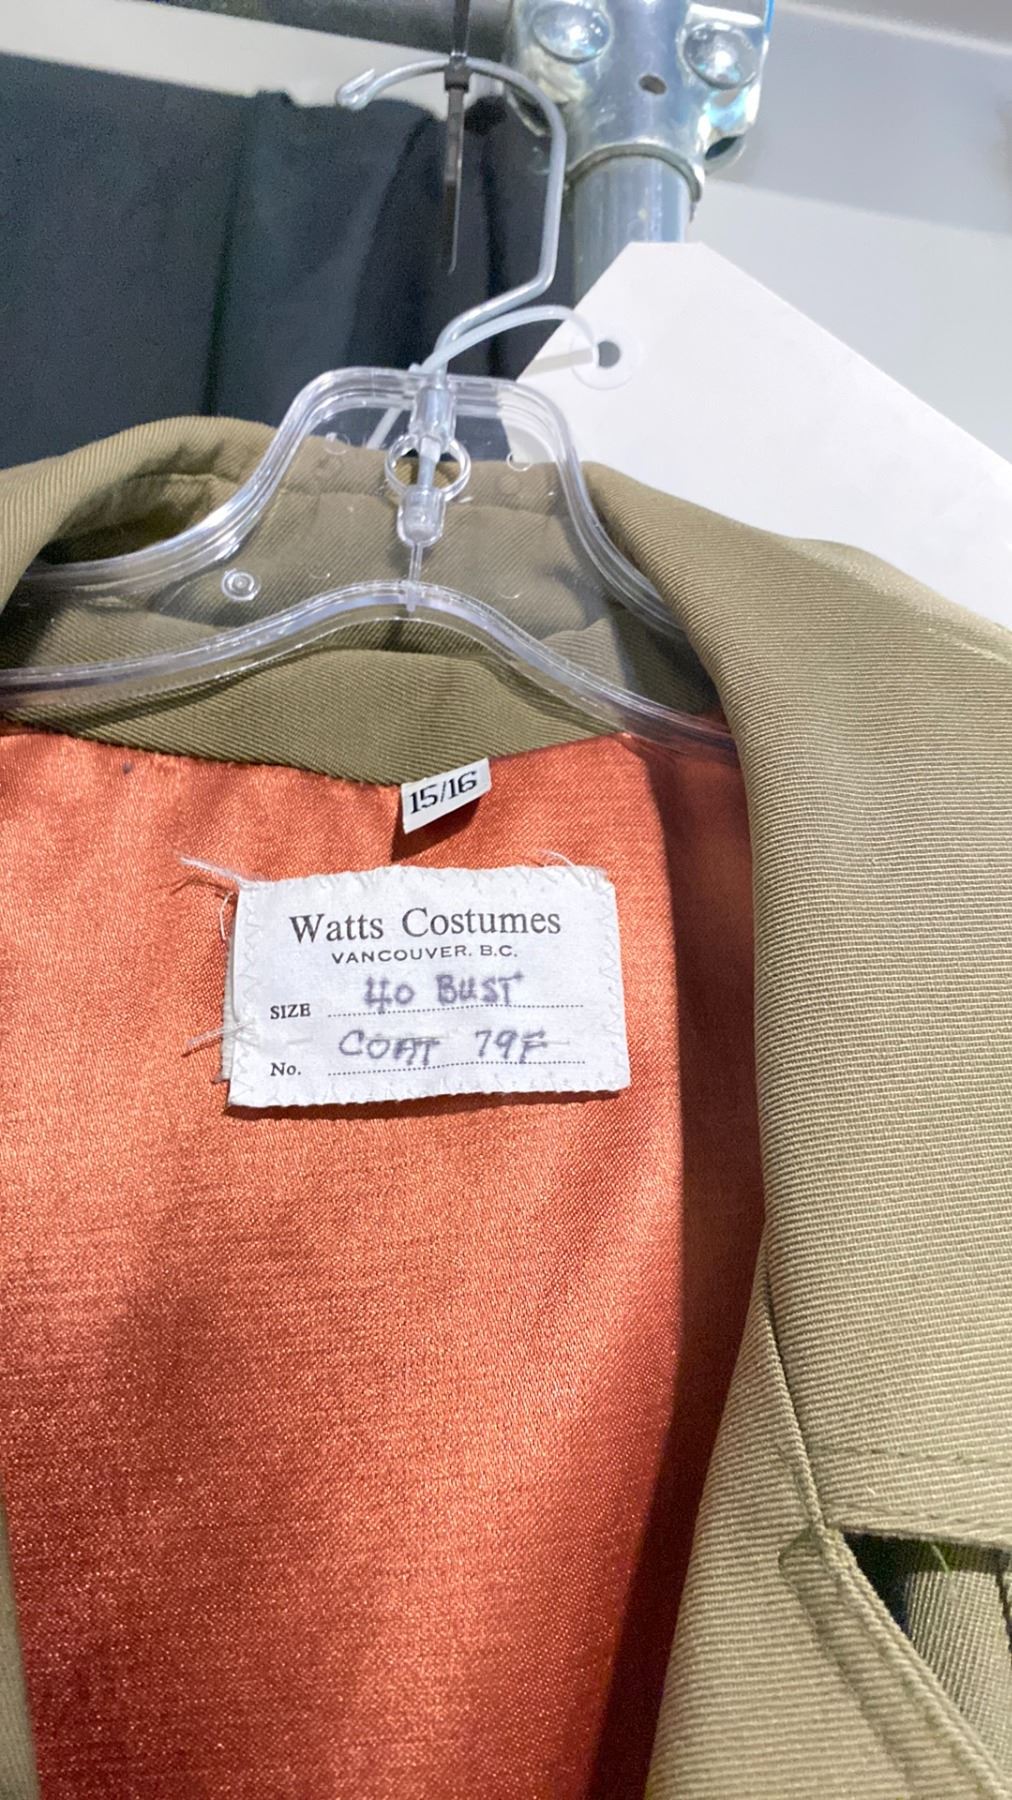 15/16
Watts Costumes
VANCOUVER. B.C.
SIZE 40 BUST
No. COAT 79F